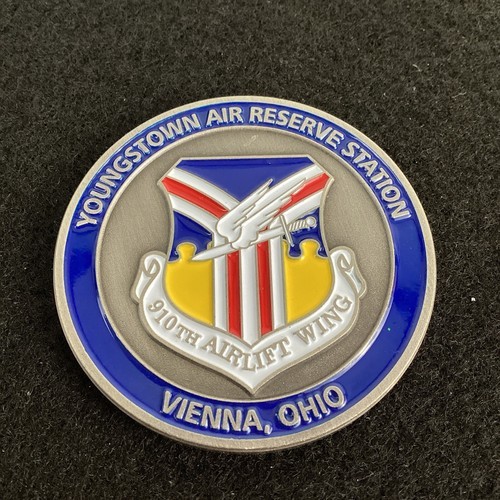 YOUNGSTOWN AIR RESERVE STATION
910TH AIRLIFT WING
VIENNA, OHIO